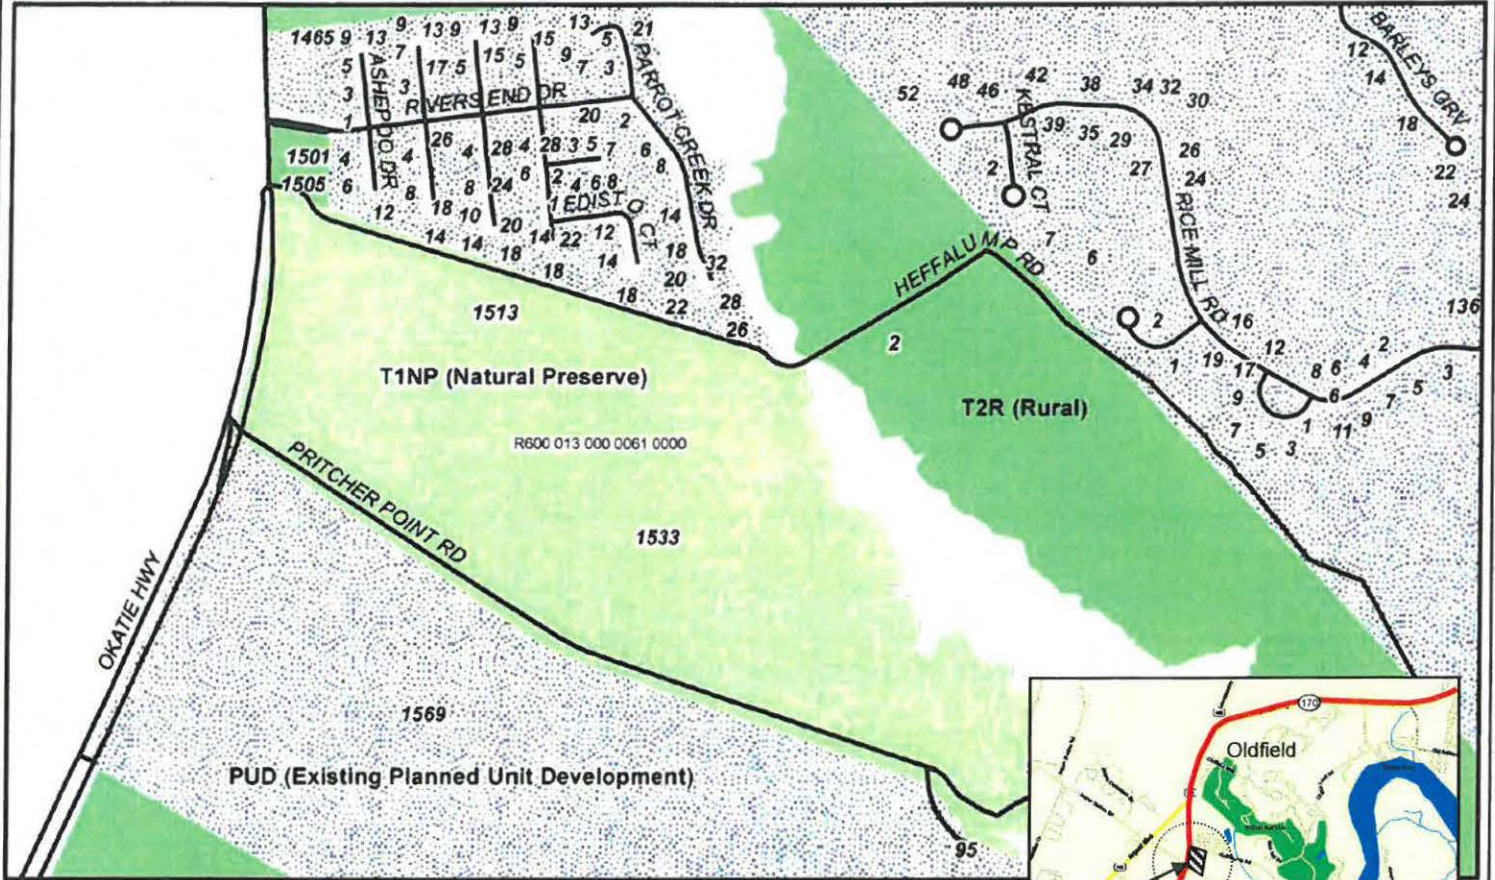 1465 9 13 9 13 9 13 9 13 21
5 7 17 5 15 5 15 9 7 5 3
3 3
ASHEPOO DR
RIVERS END DR
PARROT CREEK DR
1
20 2
1501 4 4 26 4 28 4 28 3 5 7 6
1505 6 8 8 24 6 2 4 6 8 8
12 18 10 20 1
EDISTO CT
14 14 18 14 22 12 14 18 32
18 14 20
18 22 28
26
52 48 46 42 38 34 32 30
KESTRAL CT
39 35 29 27 26 24
2
7 6
RICE MILL RD
BARLEYS GRV
12
14
18
22
24
136
HEFFALUMP RD
2
2 16
1 19 12
17 8 6 4 2
9 6 7 5 3
7 1 11 9
5 3
1513
T1NP (Natural Preserve)
R600 013 000 0061 0000
T2R (Rural)
PRITCHER POINT RD
1533
OKATIE HWY
1569
PUD (Existing Planned Unit Development)
95
170
Oldfield